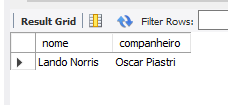 Result Grid Filter Rows:
nome companheiro
Lando Norris Oscar Piastri